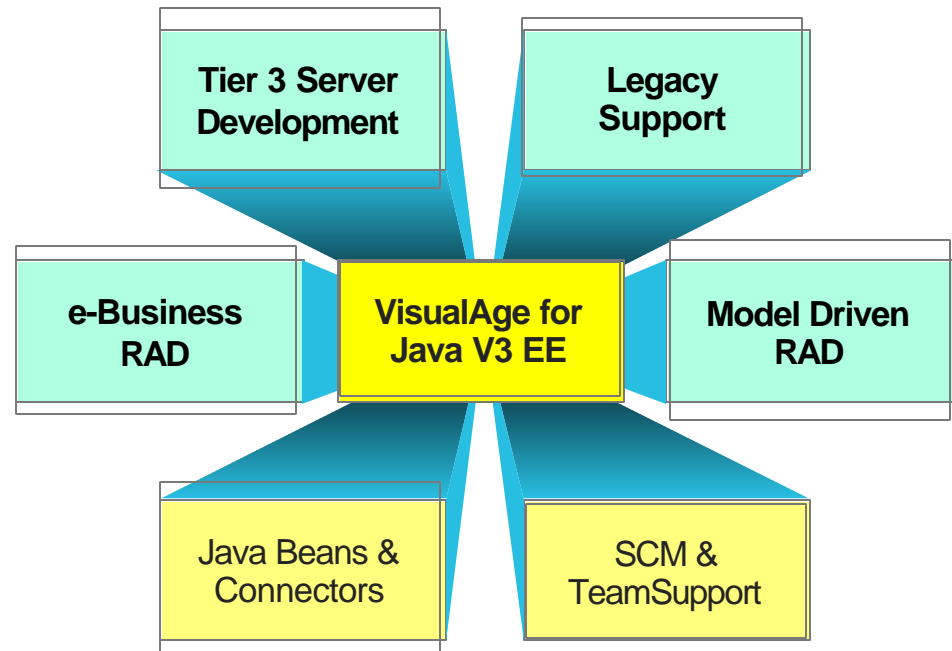 Tier 3 Server
Development
Legacy
Support
e-Business
RAD
VisualAge for
Java V3 EE
Model Driven
RAD
Java Beans &
Connectors
SCM &
TeamSupport